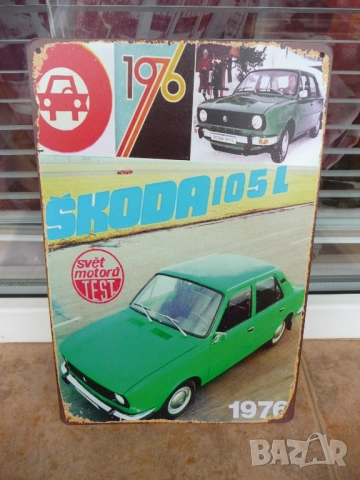 1976
ŠKODA 105 L
svět
motorů
TEST
1976
BAZAR